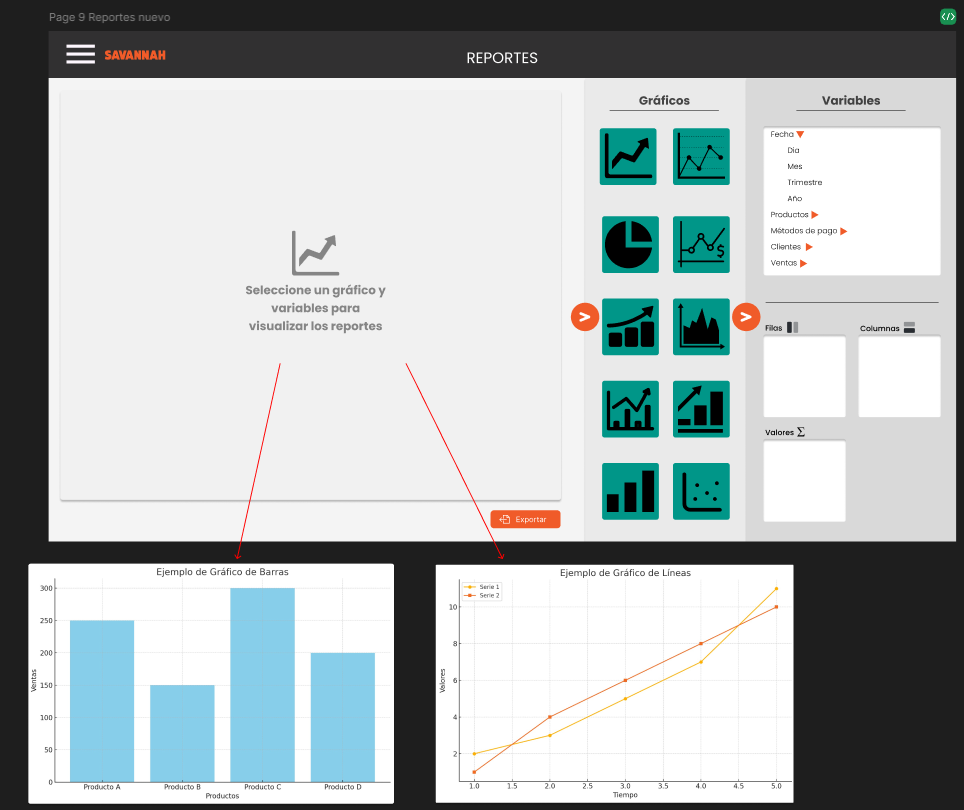 Page 9 Reportes nuevo
</>
SAVANNAH
REPORTES
Seleccione un gráfico y
variables para
visualizar los reportes
Exportar
Gráficos
$
>
>
Variables
Fecha
Dia
Mes
Trimestre
Año
Productos
Métodos de pago
Clientes
Ventas
Filas
Columnas
Valores Σ
Ejemplo de Gráfico de Barras
Ventas
300
250
200
150
100
50
0
Producto A Producto B Producto C Producto D
Productos
Ejemplo de Gráfico de Líneas
Serie 1
Serie 2
Valores
10
8
6
4
2
1.0 1.5 2.0 2.5 3.0 3.5 4.0 4.5 5.0
Tiempo